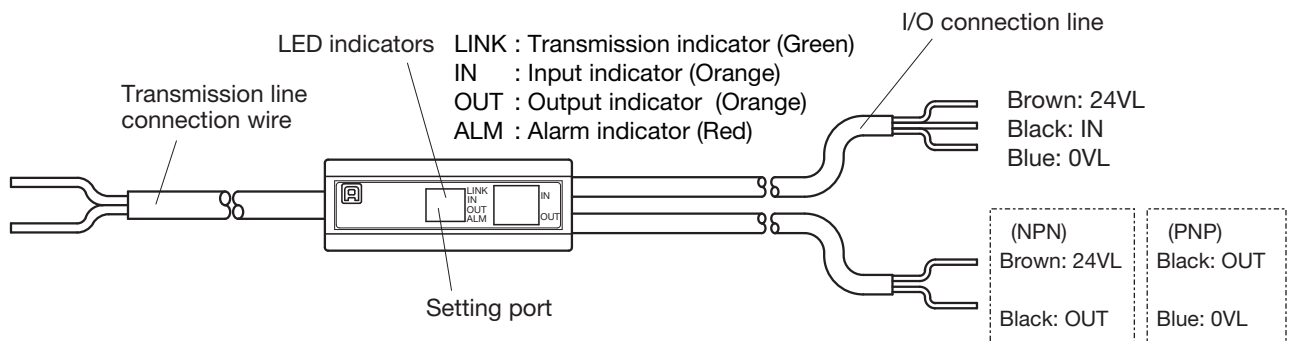 I/O connection line
LED indicators
LINK : Transmission indicator (Green)
IN : Input indicator (Orange)
OUT : Output indicator (Orange)
ALM : Alarm indicator (Red)
Transmission line
connection wire
Brown: 24VL
Black: IN
Blue: 0VL
LINK
IN
OUT
ALM
IN
OUT
Setting port
(NPN)
Brown: 24VL
Black: OUT
(PNP)
Black: OUT
Blue: 0VL